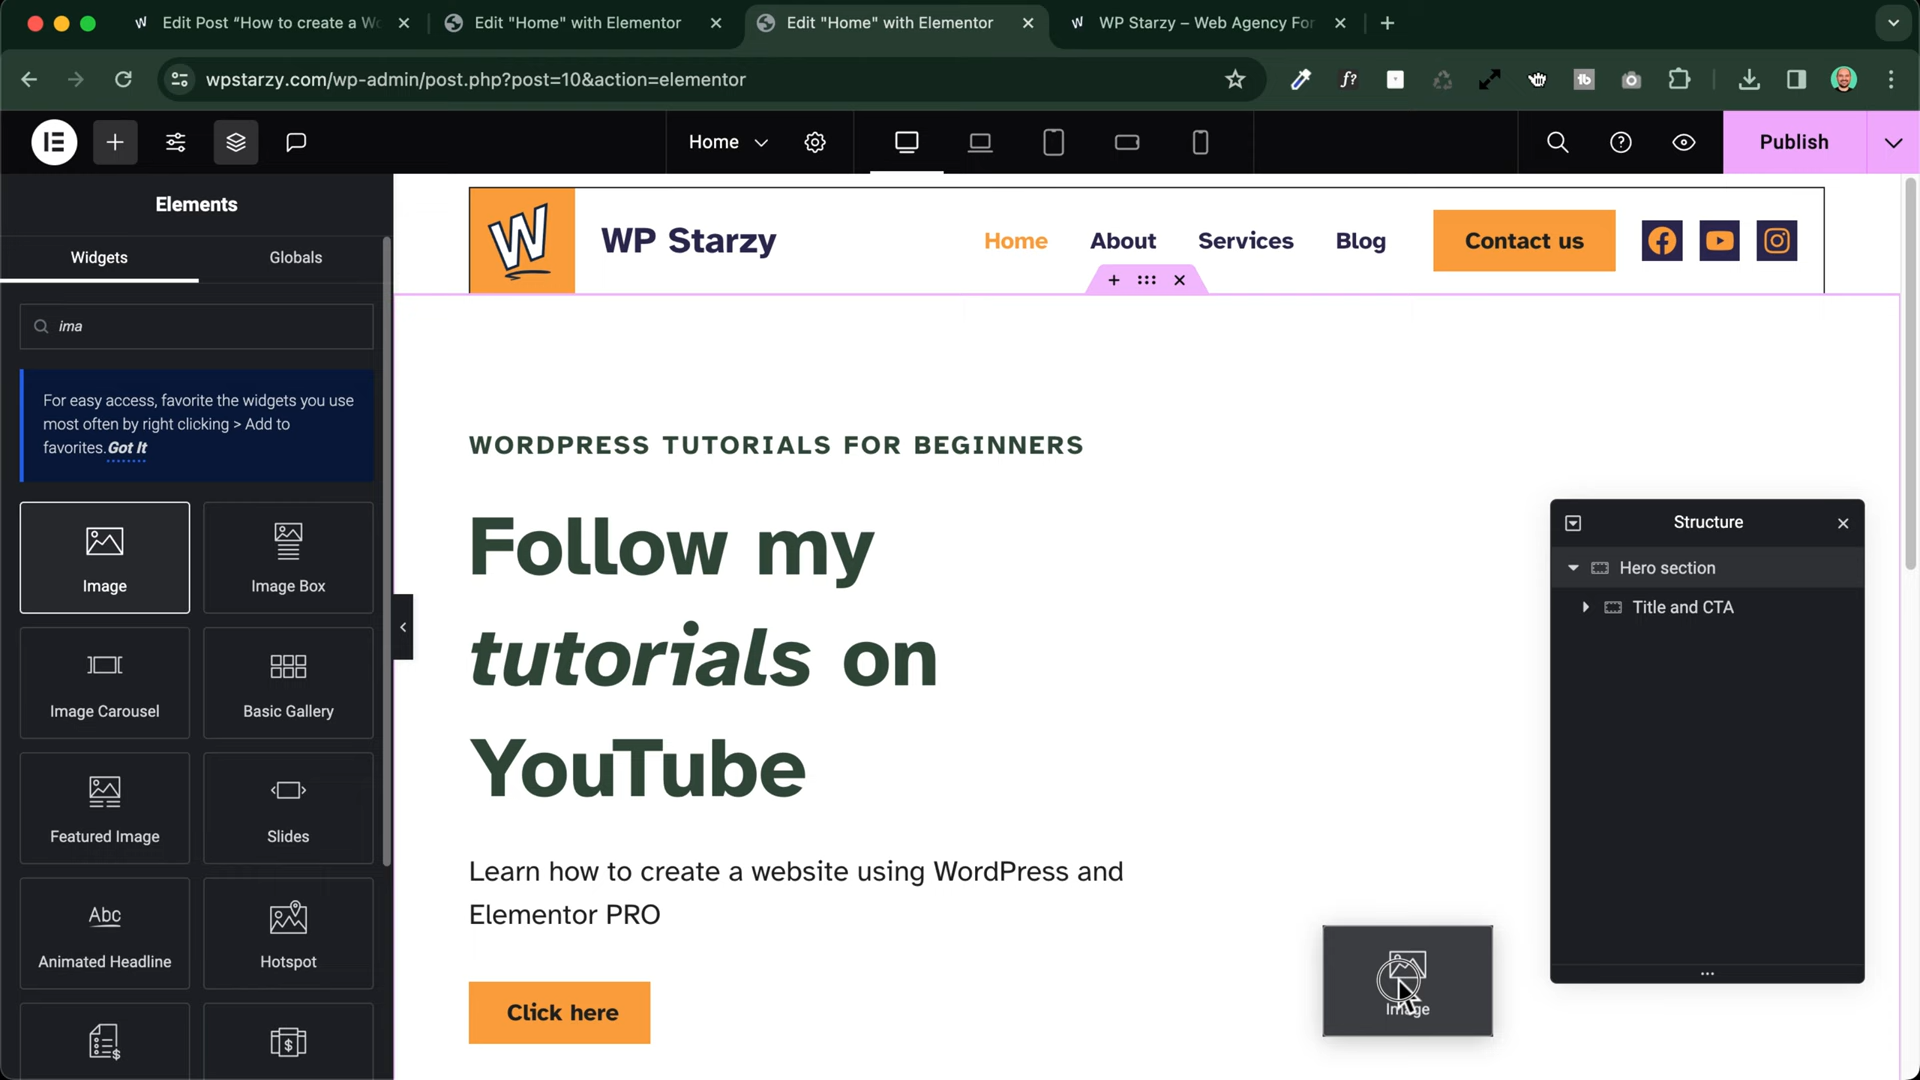 Edit Post “How to create a Wo
Edit "Home" with Elementor
Edit "Home" with Elementor
WP Starzy – Web Agency For
wpstarzy.com/wp-admin/post.php?post=10&action=elementor
f?
tb
Home
Publish
Elements
Widgets
Globals
ima
For easy access, favorite the widgets you use
most often by right clicking > Add to
favorites. Got It
Image
Image Box
Image Carousel
Basic Gallery
Featured Image
Slides
Abc
Animated Headline
Hotspot
W
WP Starzy
Home
About
Services
Blog
Contact us
WORDPRESS TUTORIALS FOR BEGINNERS
Follow my
tutorials on
YouTube
Learn how to create a website using WordPress and
Elementor PRO
Click here
Image
Structure
Hero section
Title and CTA